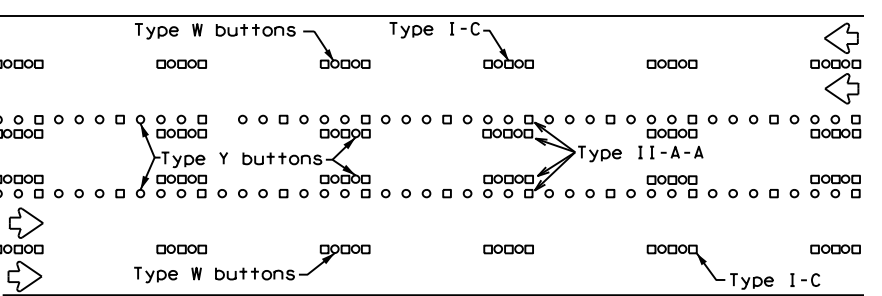 Type W buttons
Type I-C
Type Y buttons
Type II-A-A
Type W buttons
Type I-C